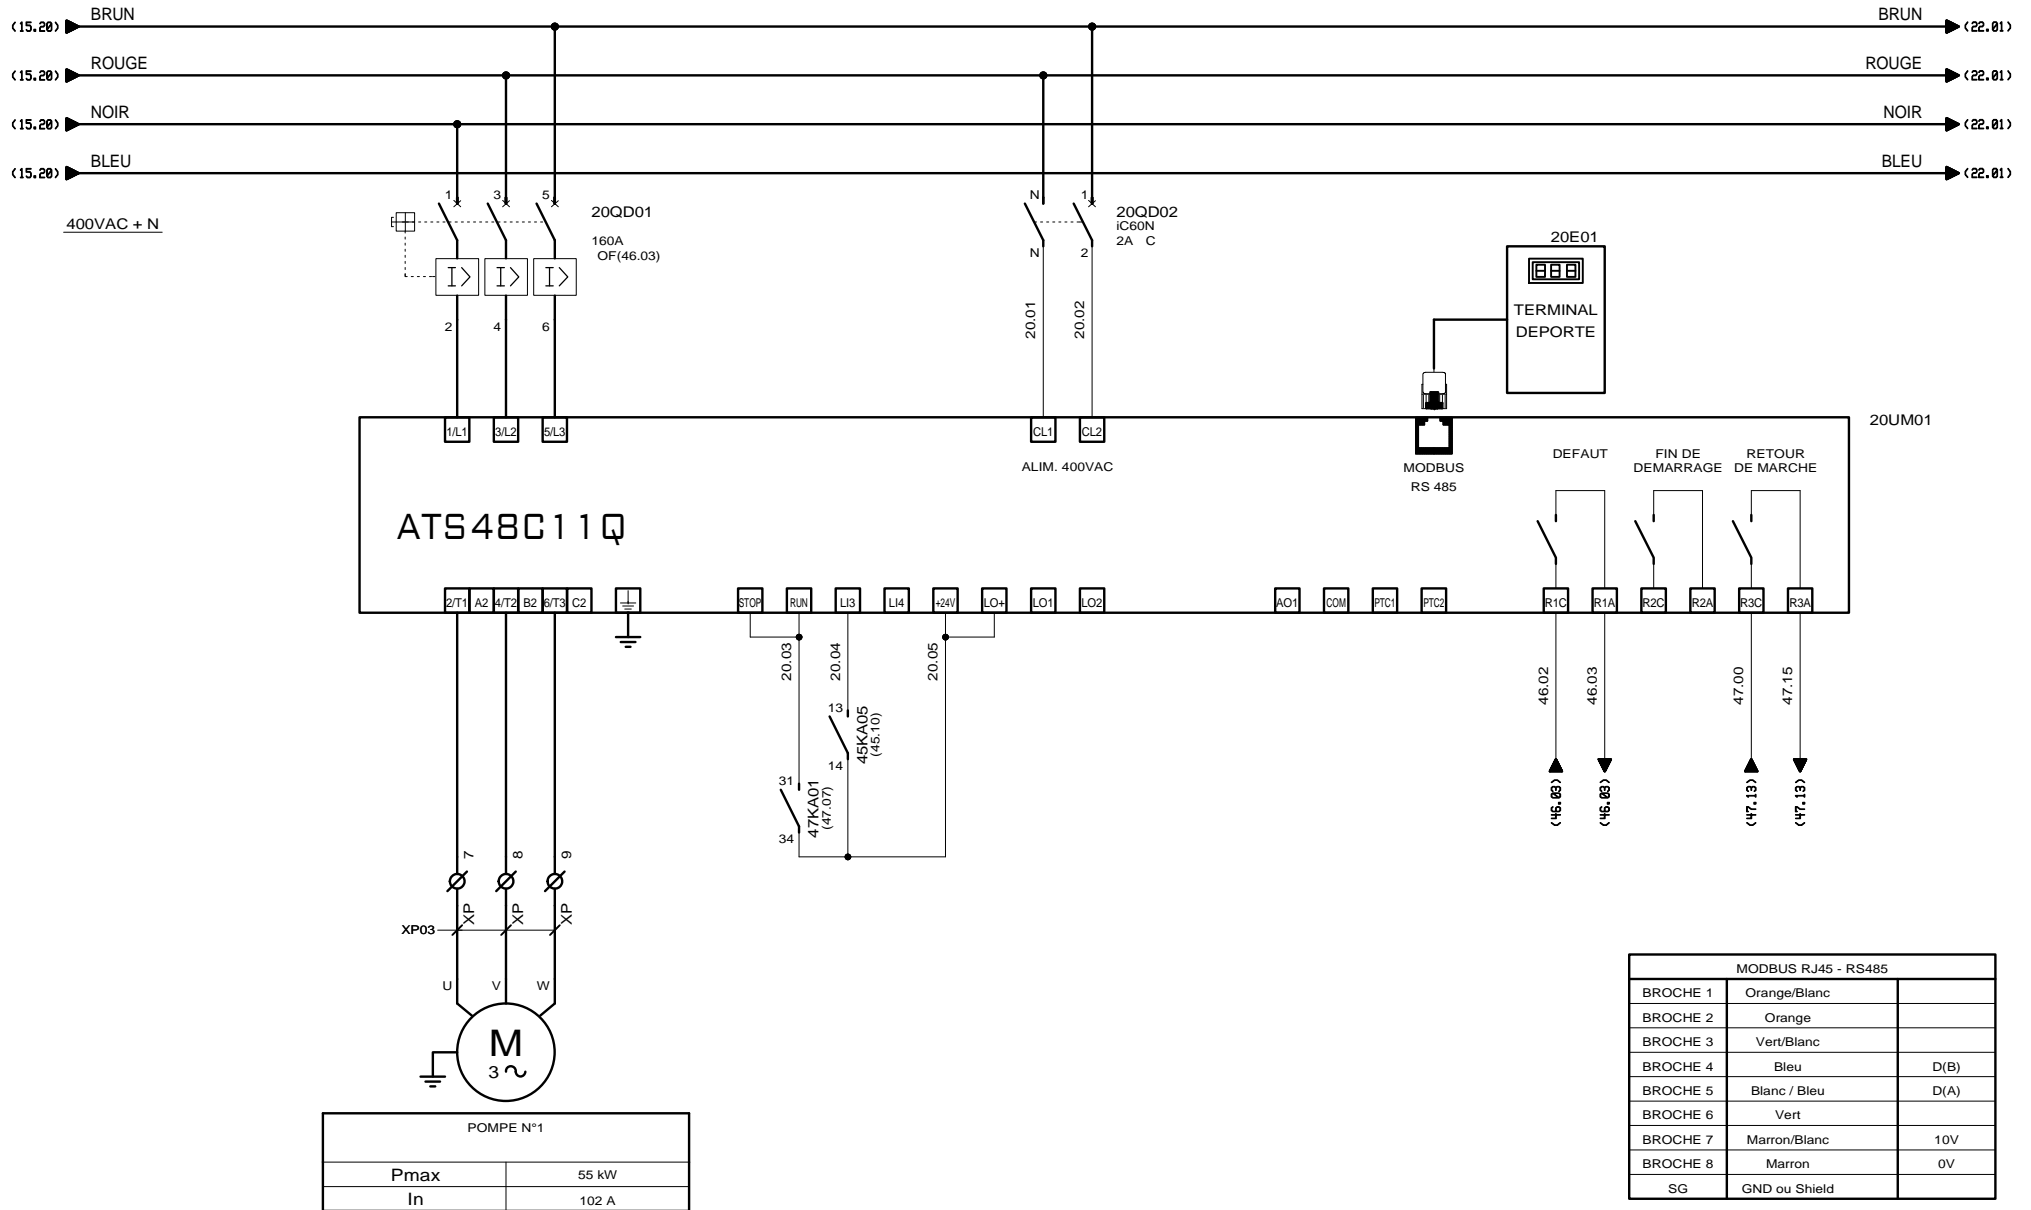 (15.20) BRUN BRUN (22.01)
(15.20) ROUGE ROUGE (22.01)
(15.20) NOIR NOIR (22.01)
(15.20) BLEU BLEU (22.01)
400VAC + N
1 3 5
20QD01
160A
OF(46.03)
I> I> I>
2 4 6
N 1
20QD02
iC60N
2A C
N 2
20.01 20.02
20E01
888
TERMINAL
DEPORTE
20UM01
1/L1 3/L2 5/L3 CL1 CL2
ALIM. 400VAC
MODBUS
RS 485
DEFAUT
FIN DE
DEMARRAGE
RETOUR
DE MARCHE
ATS48C11Q
2/T1 A2 4/T2 B2 6/T3 C2 STOP RUN LI3 LI4 +24V LO+ LO1 LO2 AO1 COM PTC1 PTC2 R1C R1A R2C R2A R3C R3A
20.03 20.04 20.05
46.02 46.03 47.00 47.15
13
14
45KA05
(45.10)
31
34
47KA01
(47.07)
(46.03) (46.03) (47.13) (47.13)
7 8 9
XP XP XP
XP03
U V W
M
3
POMPE N°1
Pmax 55 kW
In 102 A
MODBUS RJ45 - RS485
BROCHE 1 Orange/Blanc
BROCHE 2 Orange
BROCHE 3 Vert/Blanc
BROCHE 4 Bleu D(B)
BROCHE 5 Blanc / Bleu D(A)
BROCHE 6 Vert
BROCHE 7 Marron/Blanc 10V
BROCHE 8 Marron 0V
SG GND ou Shield